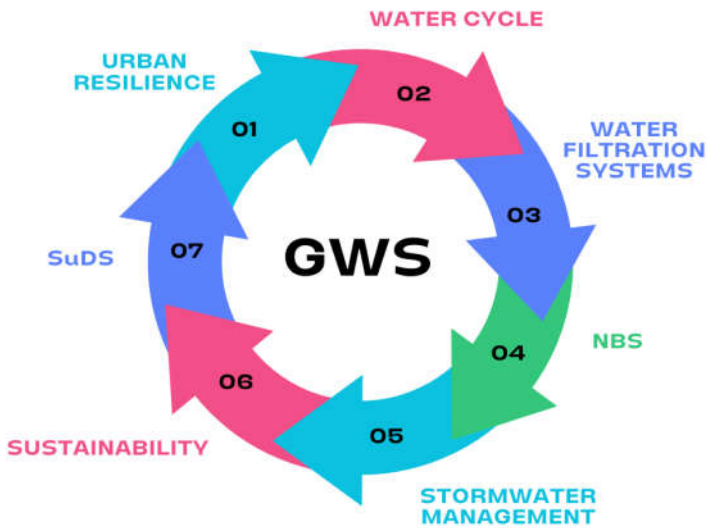 WATER CYCLE
URBAN
RESILIENCE
01
02
WATER
FILTRATION
SYSTEMS
03
GWS
SuDS
07
NBS
04
06
05
SUSTAINABILITY
STORMWATER
MANAGEMENT